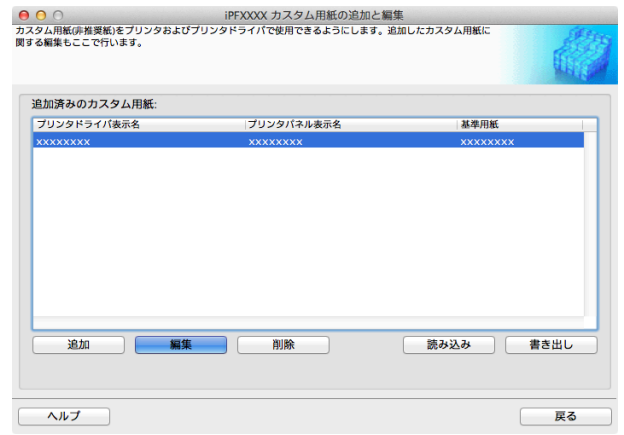 iPFXXXX カスタム用紙の追加と編集
カスタム用紙(非推奨紙)をプリンタおよびプリンタドライバで使用できるようにします。追加したカスタム用紙に
関する編集もここで行います。
追加済みのカスタム用紙:
プリンタドライバ表示名 プリンタパネル表示名 基準用紙
xxxxxxxx xxxxxxxx xxxxxxxx
追加 編集 削除 読み込み 書き出し
ヘルプ 戻る